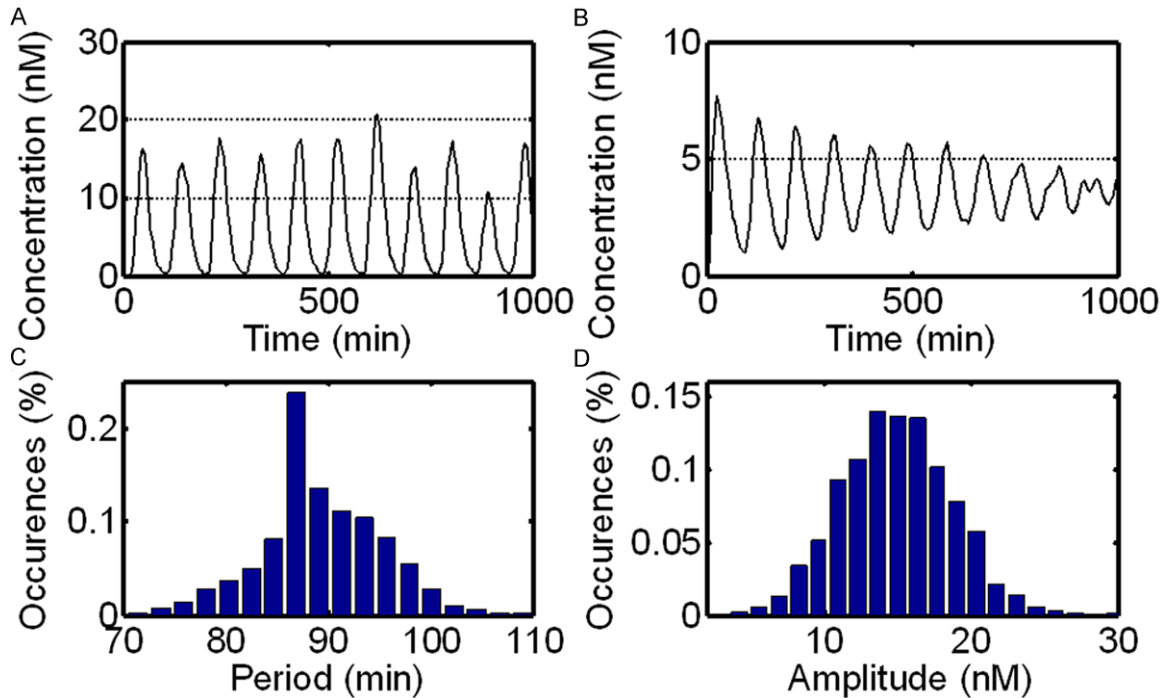 A
Concentration (nM)
30
20
10
0
0
500
1000
Time (min)
B
Concentration (nM)
10
5
0
0
500
1000
Time (min)
C
Occurences (%)
0.2
0.1
0
70
80
90
100
110
Period (min)
D
Occurences (%)
0.15
0.1
0.05
0
10
20
30
Amplitude (nM)